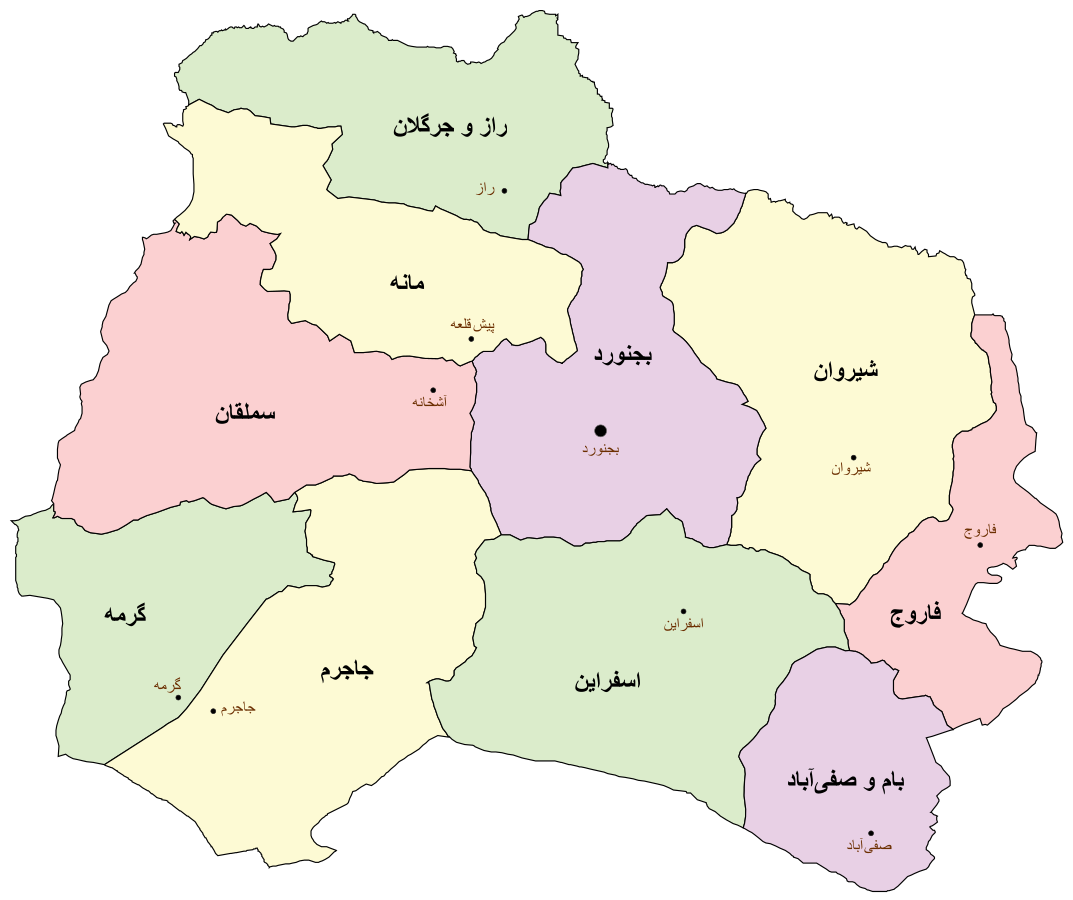 راز و جرگلان
راز
مانه
پیش‌قلعه
بجنورد
شیروان
آشخانه
سملقان
بجنورد
شیروان
فاروج
گرمه
فاروج
اسفراین
جاجرم
اسفراین
گرمه
جاجرم
بام و صفی‌آباد
صفی‌آباد